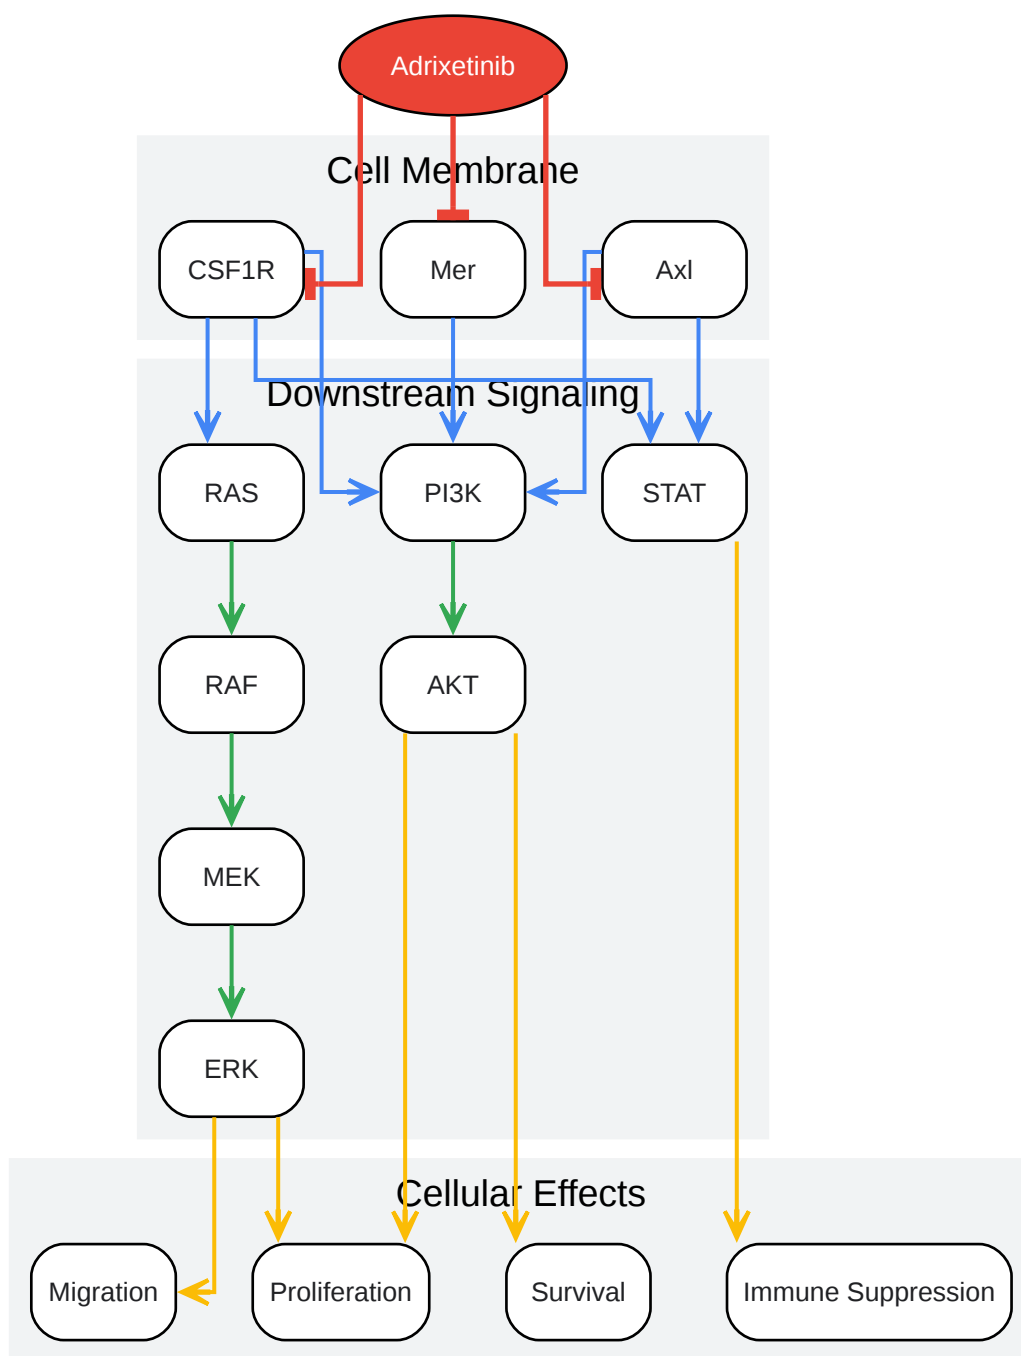 Adrixetinib
Cell Membrane
CSF1R
Mer
Axl
Downstream Signaling
RAS
PI3K
STAT
RAF
AKT
MEK
ERK
Cellular Effects
Migration
Proliferation
Survival
Immune Suppression